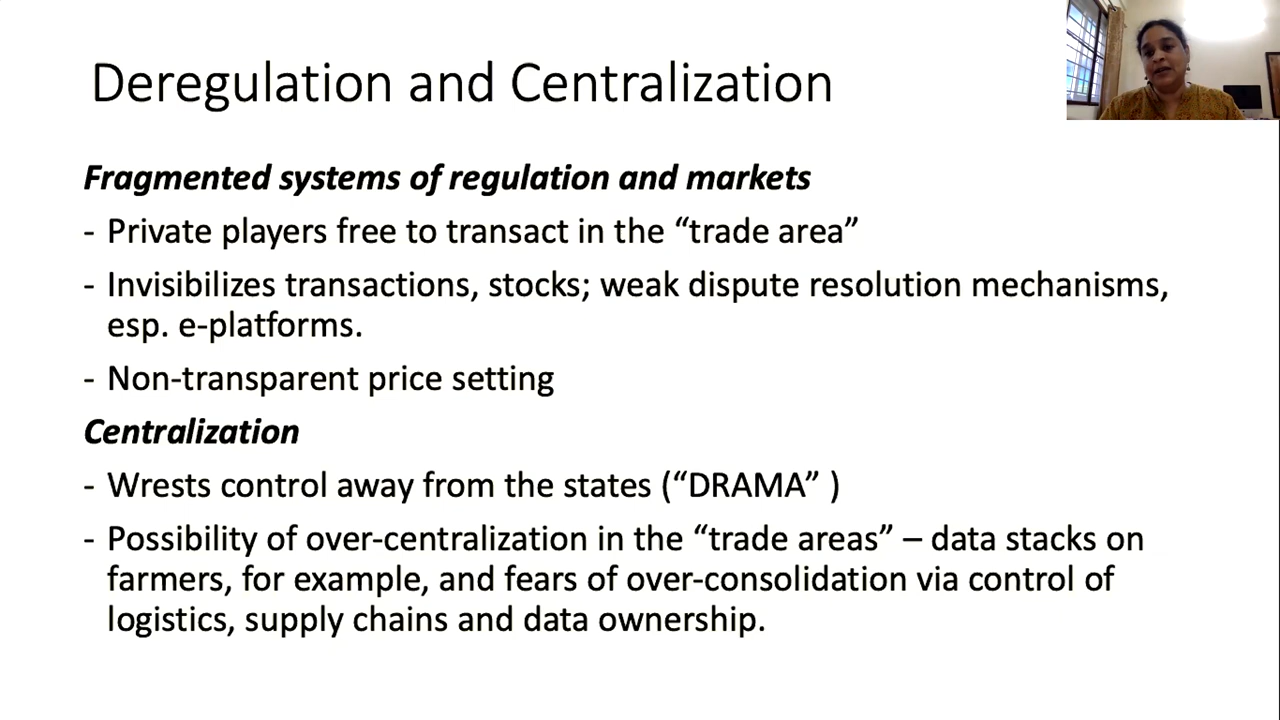 Deregulation and Centralization
Fragmented systems of regulation and markets
- Private players free to transact in the “trade area”
- Invisibilizes transactions, stocks; weak dispute resolution mechanisms,
esp. e-platforms.
- Non-transparent price setting
Centralization
- Wrests control away from the states (“DRAMA” )
- Possibility of over-centralization in the “trade areas” – data stacks on
farmers, for example, and fears of over-consolidation via control of
logistics, supply chains and data ownership.